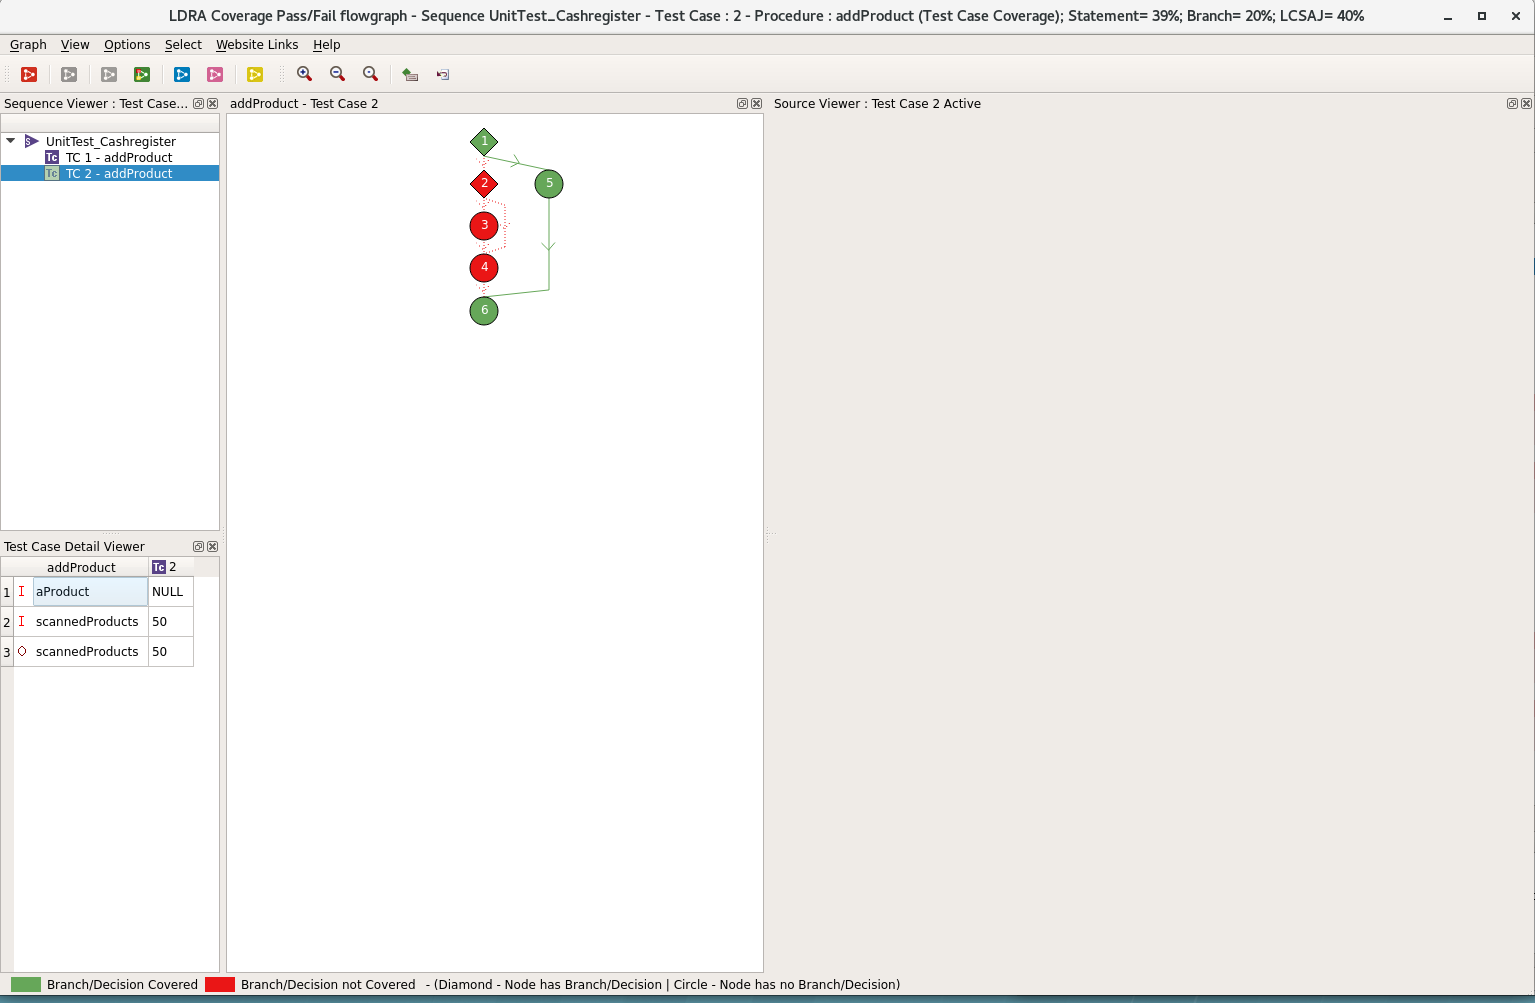 LDRA Coverage Pass/Fail flowgraph - Sequence UnitTest_Cashregister - Test Case : 2 - Procedure : addProduct (Test Case Coverage); Statement= 39%; Branch= 20%; LCSAJ= 40%
Graph View Options Select Website Links Help
Sequence Viewer : Test Case...
UnitTest_Cashregister
Tc TC 1 - addProduct
Tc TC 2 - addProduct
addProduct - Test Case 2
1
2
5
3
4
6
Source Viewer : Test Case 2 Active
Test Case Detail Viewer
addProduct Tc 2
1 I aProduct NULL
2 I scannedProducts 50
3 O scannedProducts 50
Branch/Decision Covered Branch/Decision not Covered - (Diamond - Node has Branch/Decision | Circle - Node has no Branch/Decision)